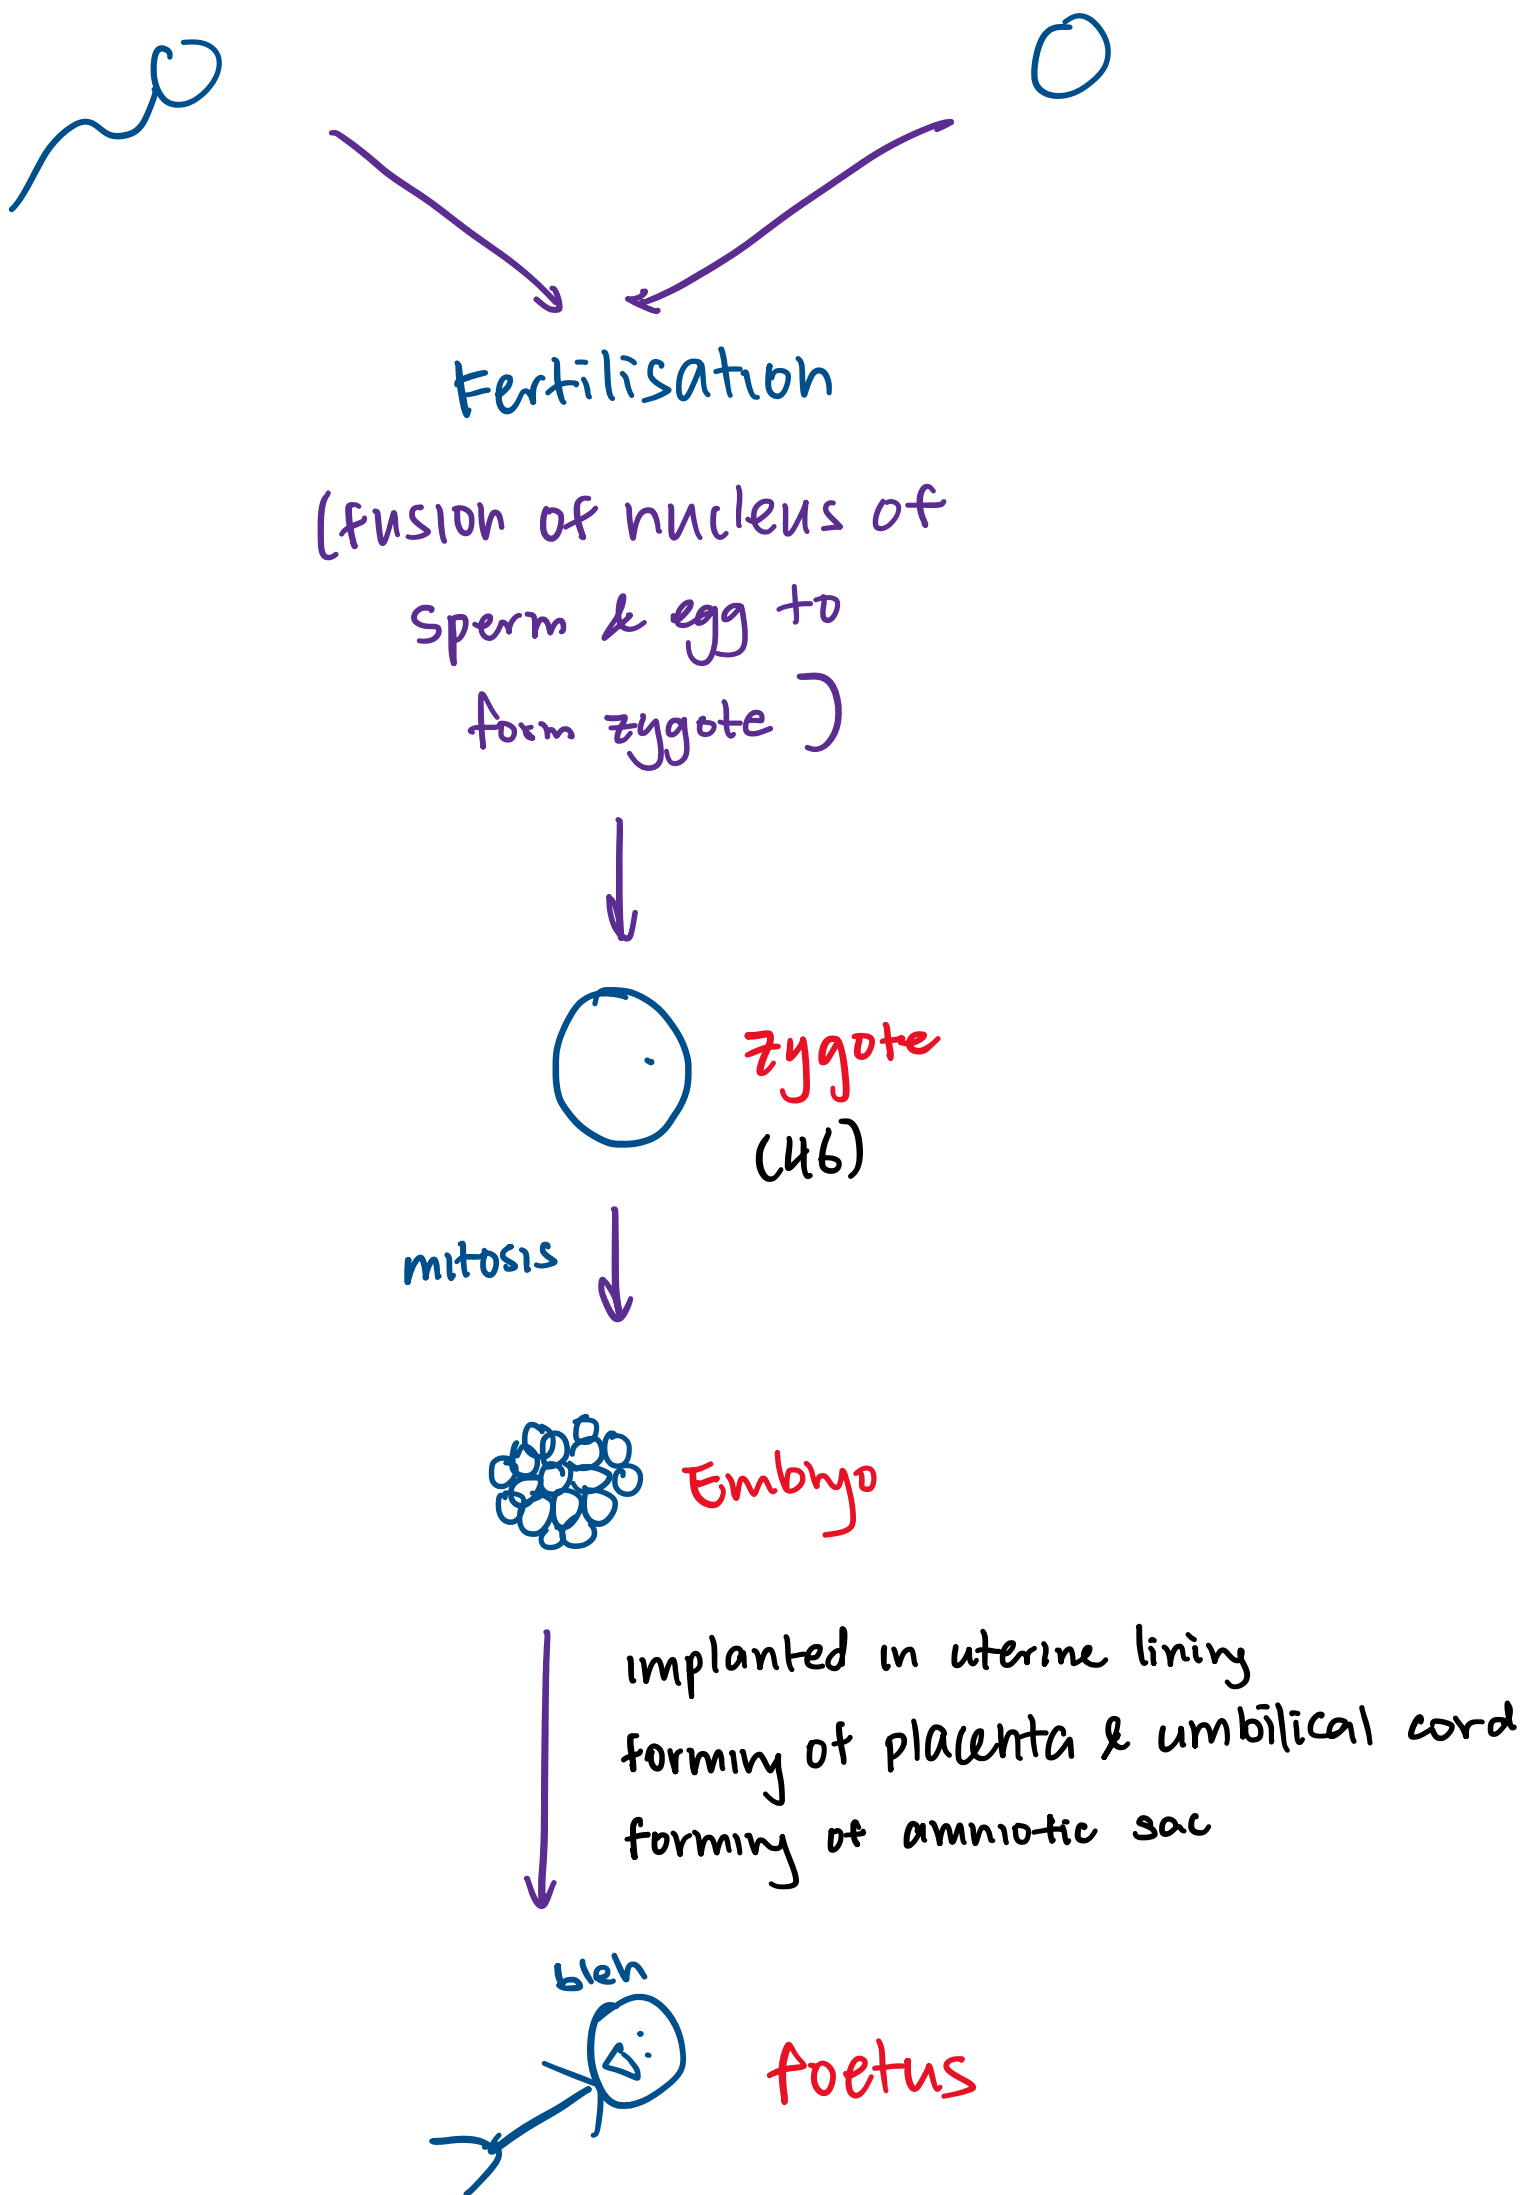 Fertilisation
(fusion of nucleus of
sperm & egg to
form zygote)
zygote
(46)
mitosis
Embryo
implanted in uterine lining
forming of placenta & umbilical cord
forming of amniotic sac
bleh
foetus